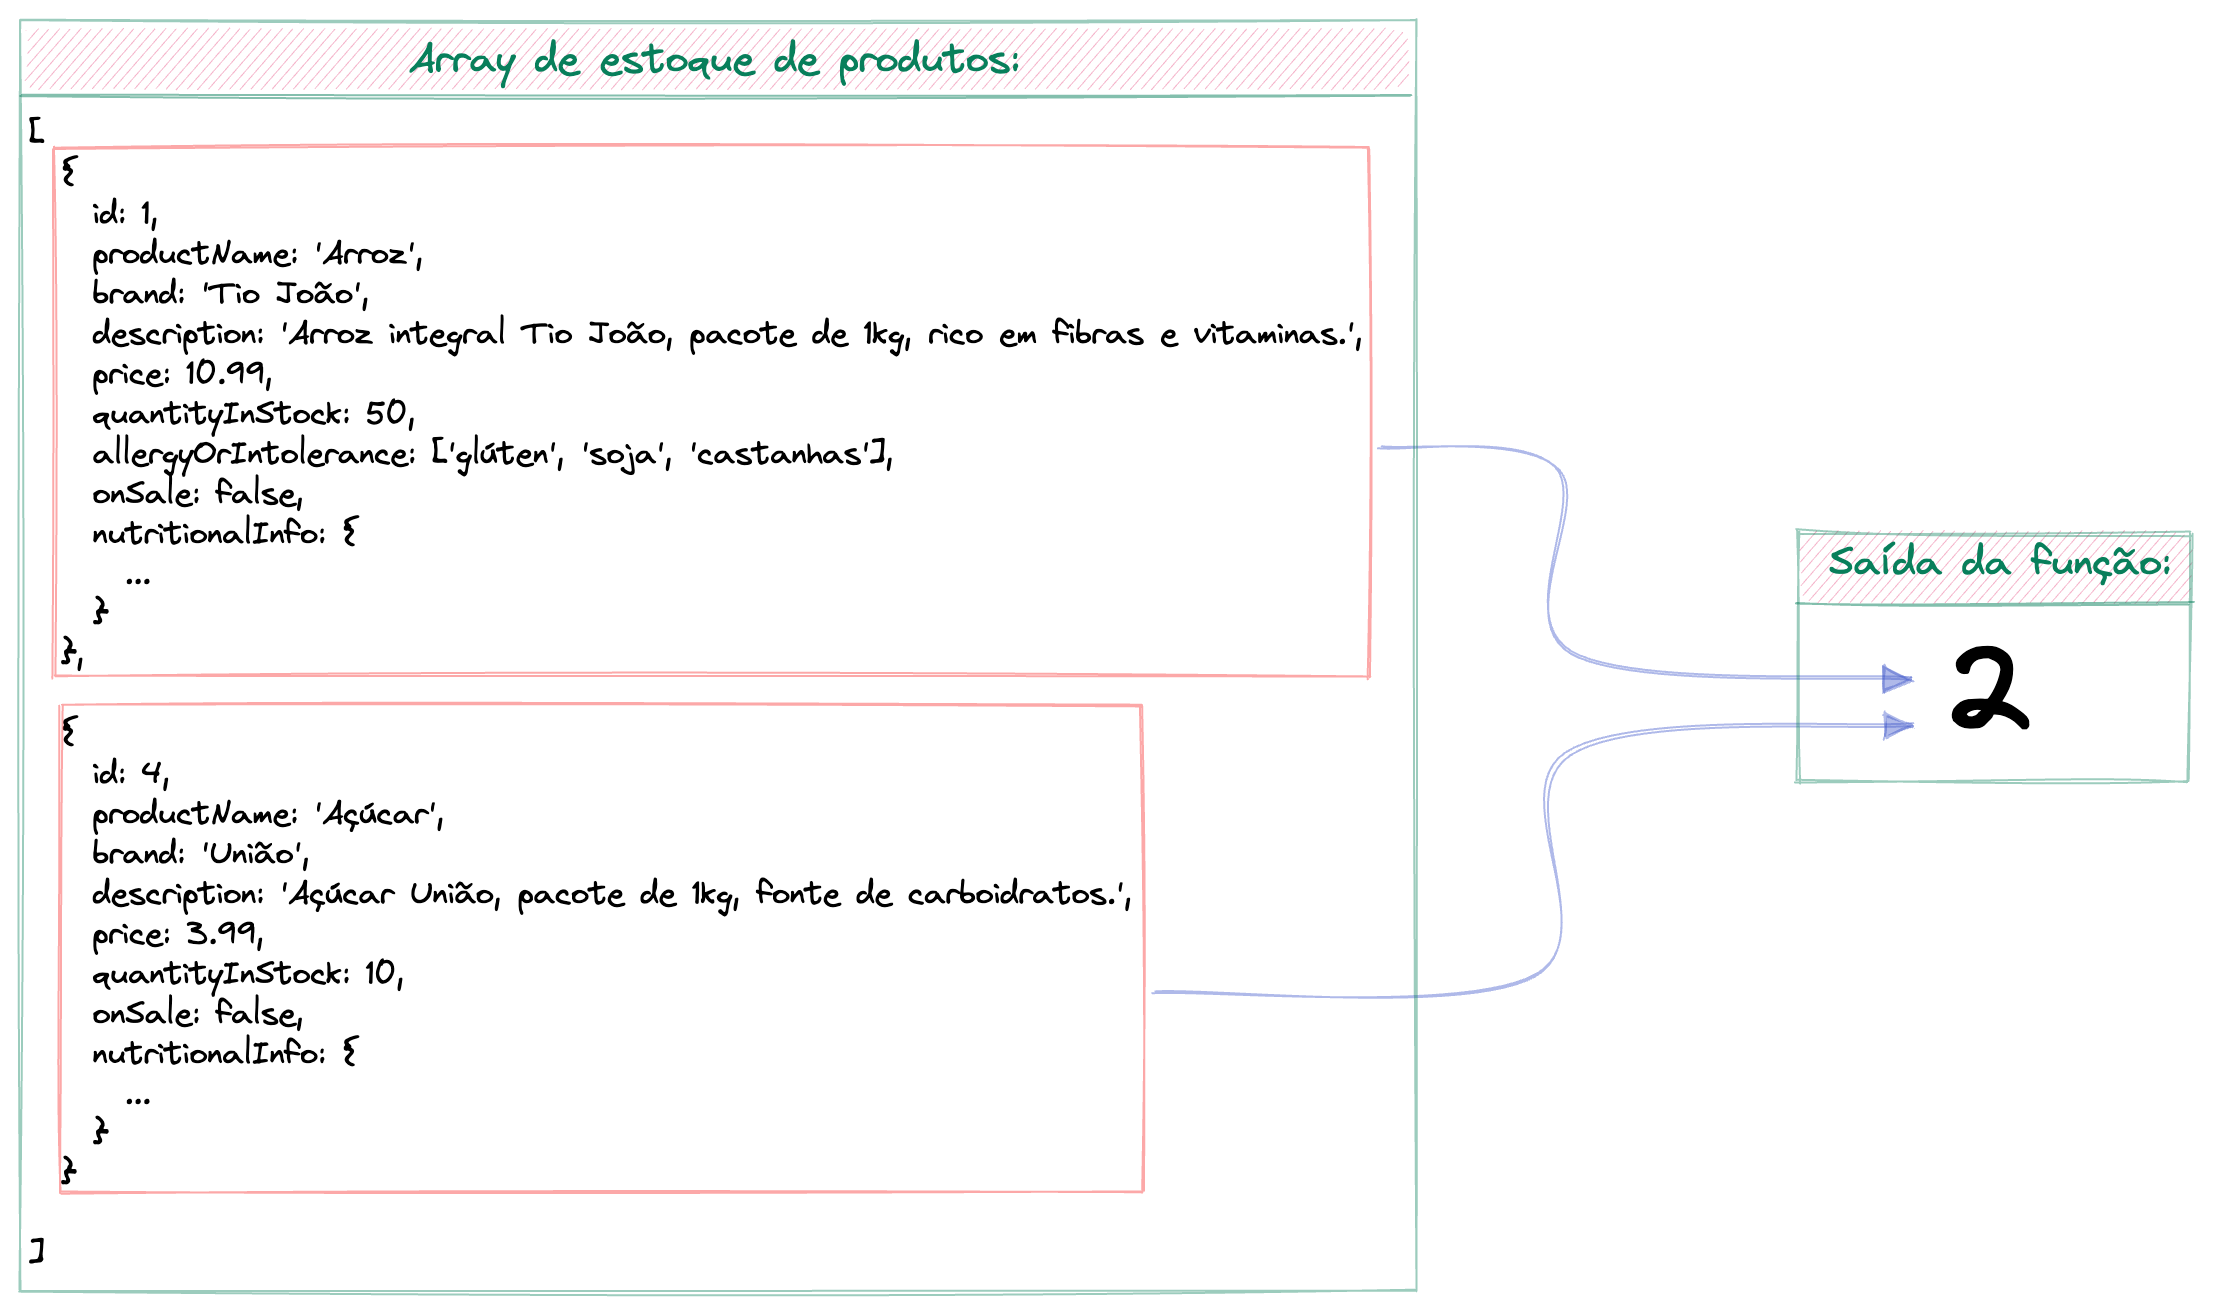 Array de estoque de produtos:
[
{
id: 1,
productName: 'Arroz',
brand: 'Tio João',
description: 'Arroz integral Tio João, pacote de 1kg, rico em fibras e vitaminas.',
price: 10.99,
quantityInStock: 50,
allergyOrIntolerance: ['glúten', 'soja', 'castanhas'],
onSale: false,
nutritionalInfo: {
...
}
},
{
id: 4,
productName: 'Açúcar',
brand: 'União',
description: 'Açúcar União, pacote de 1kg, fonte de carboidratos.',
price: 3.99,
quantityInStock: 10,
onSale: false,
nutritionalInfo: {
...
}
}
]
Saída da função:
2